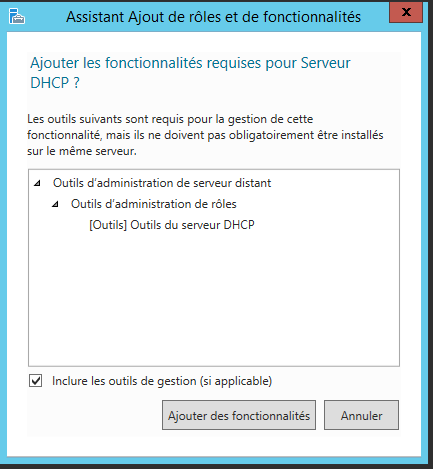 Assistant Ajout de rôles et de fonctionnalités
x
Ajouter les fonctionnalités requises pour Serveur
DHCP ?
Les outils suivants sont requis pour la gestion de cette
fonctionnalité, mais ils ne doivent pas obligatoirement être installés
sur le même serveur.
Outils d'administration de serveur distant
Outils d'administration de rôles
[Outils] Outils du serveur DHCP
Inclure les outils de gestion (si applicable)
Ajouter des fonctionnalités
Annuler